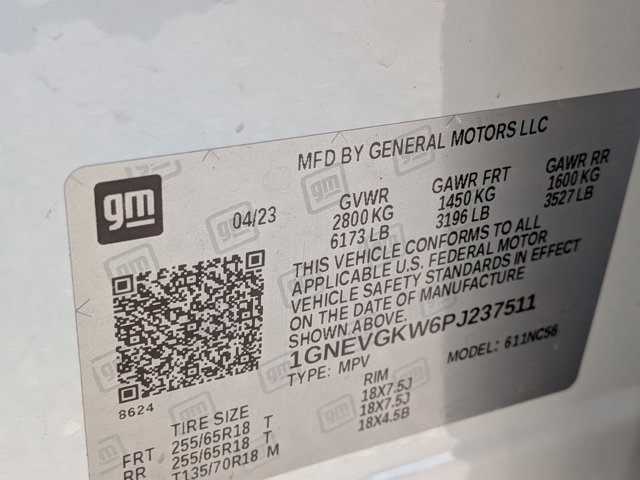 MFD BY GENERAL MOTORS LLC
gm
04/23
GVWR GAWR FRT GAWR RR
2800 KG 1450 KG 1600 KG
6173 LB 3196 LB 3527 LB
THIS VEHICLE CONFORMS TO ALL
APPLICABLE U.S. FEDERAL MOTOR
VEHICLE SAFETY STANDARDS IN EFFECT
ON THE DATE OF MANUFACTURE
SHOWN ABOVE.
1GNEVGKW6PJ237511
TYPE: MPV MODEL: 611NC56
8624
TIRE SIZE RIM
FRT 255/65R18 T 18X7.5J
RR 255/65R18 T 18X7.5J
T135/70R18 M 18X4.5B